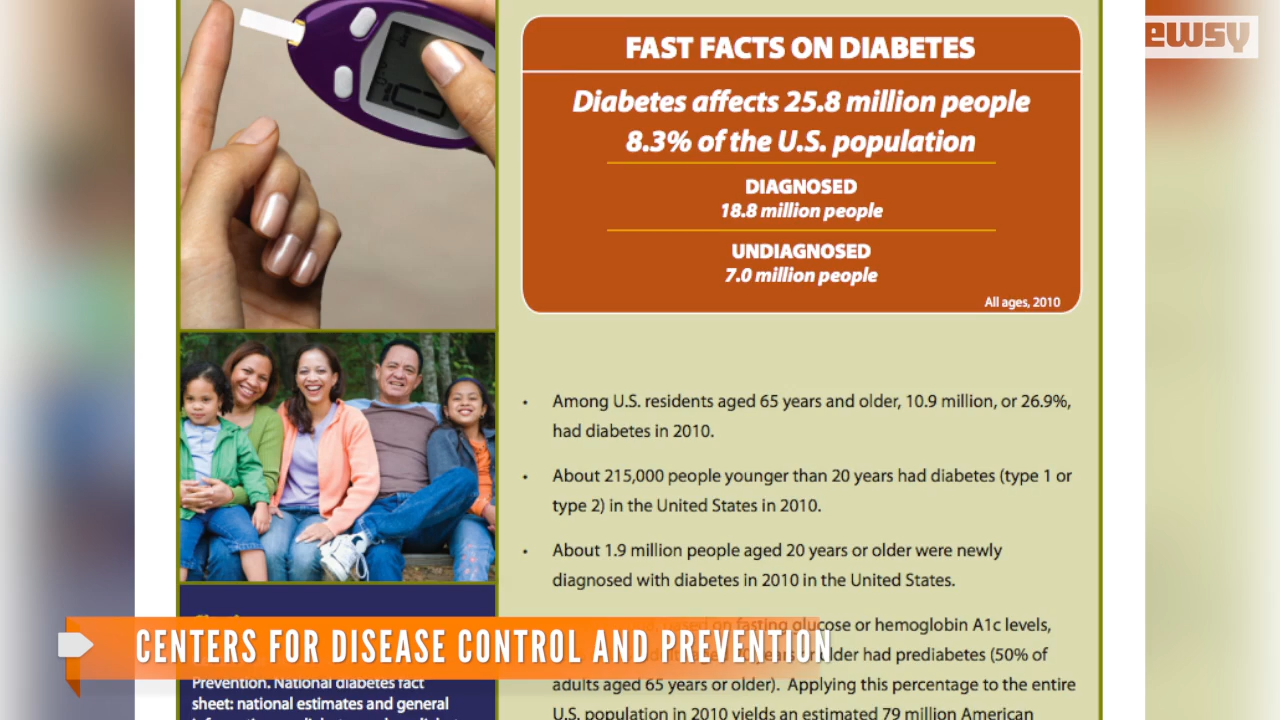 ewsy
FAST FACTS ON DIABETES
Diabetes affects 25.8 million people
8.3% of the U.S. population
DIAGNOSED
18.8 million people
UNDIAGNOSED
7.0 million people
All ages, 2010
• Among U.S. residents aged 65 years and older, 10.9 million, or 26.9%,
had diabetes in 2010.
• About 215,000 people younger than 20 years had diabetes (type 1 or
type 2) in the United States in 2010.
• About 1.9 million people aged 20 years or older were newly
diagnosed with diabetes in 2010 in the United States.
based on fasting glucose or hemoglobin A1c levels,
older had prediabetes (50% of
adults aged 65 years or older). Applying this percentage to the entire
U.S. population in 2010 yields an estimated 79 million American
CENTERS FOR DISEASE CONTROL AND PREVENTION
Prevention. National diabetes fact
sheet: national estimates and general